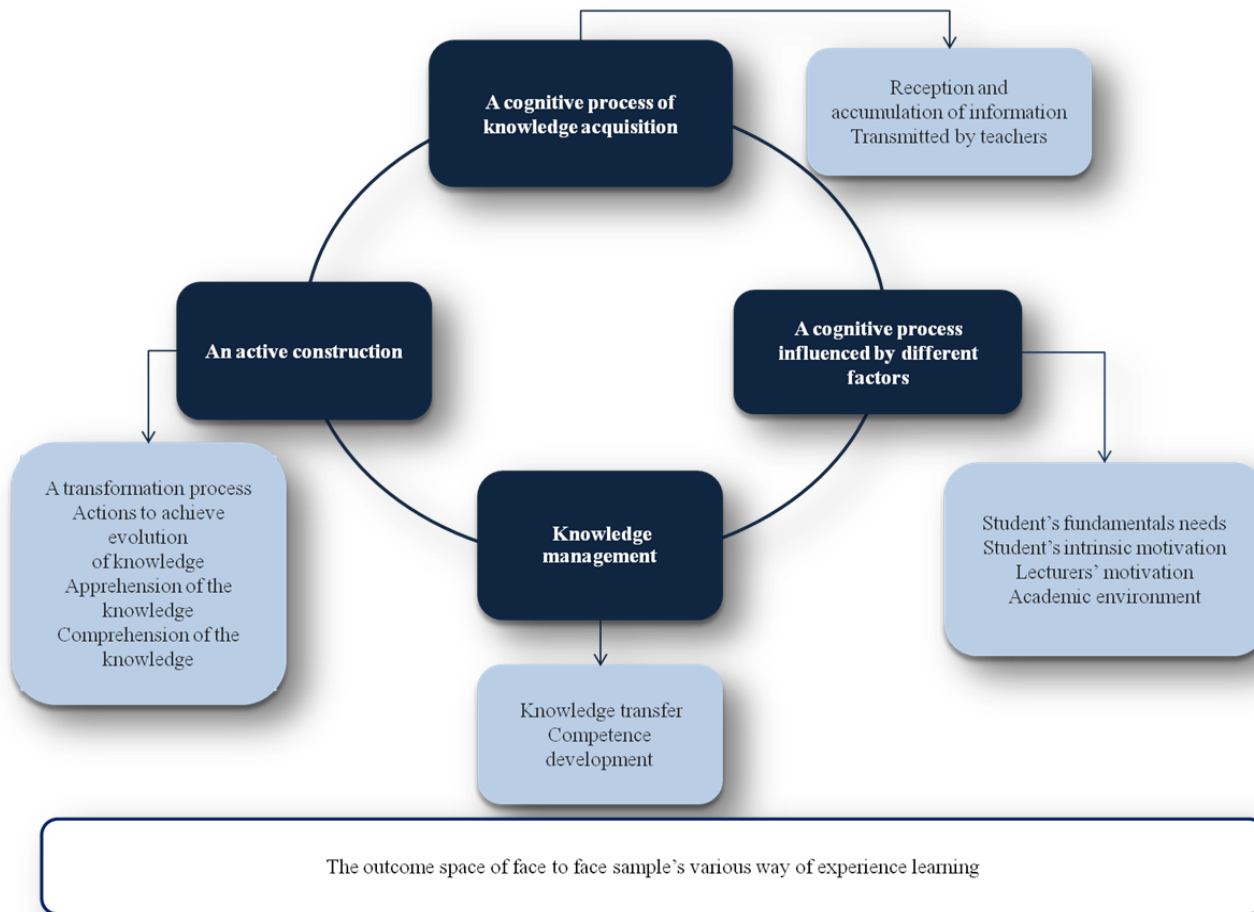 A cognitive process of
knowledge acquisition
Reception and
accumulation of information
Transmitted by teachers
An active construction
A cognitive process
influenced by different
factors
A transformation process
Actions to achieve
evolution
of knowledge
Apprehension of the
knowledge
Comprehension of the
knowledge
Knowledge
management
Student’s fundamentals needs
Student’s intrinsic motivation
Lecturers’ motivation
Academic environment
Knowledge transfer
Competence
development
The outcome space of face to face sample’s various way of experience learning